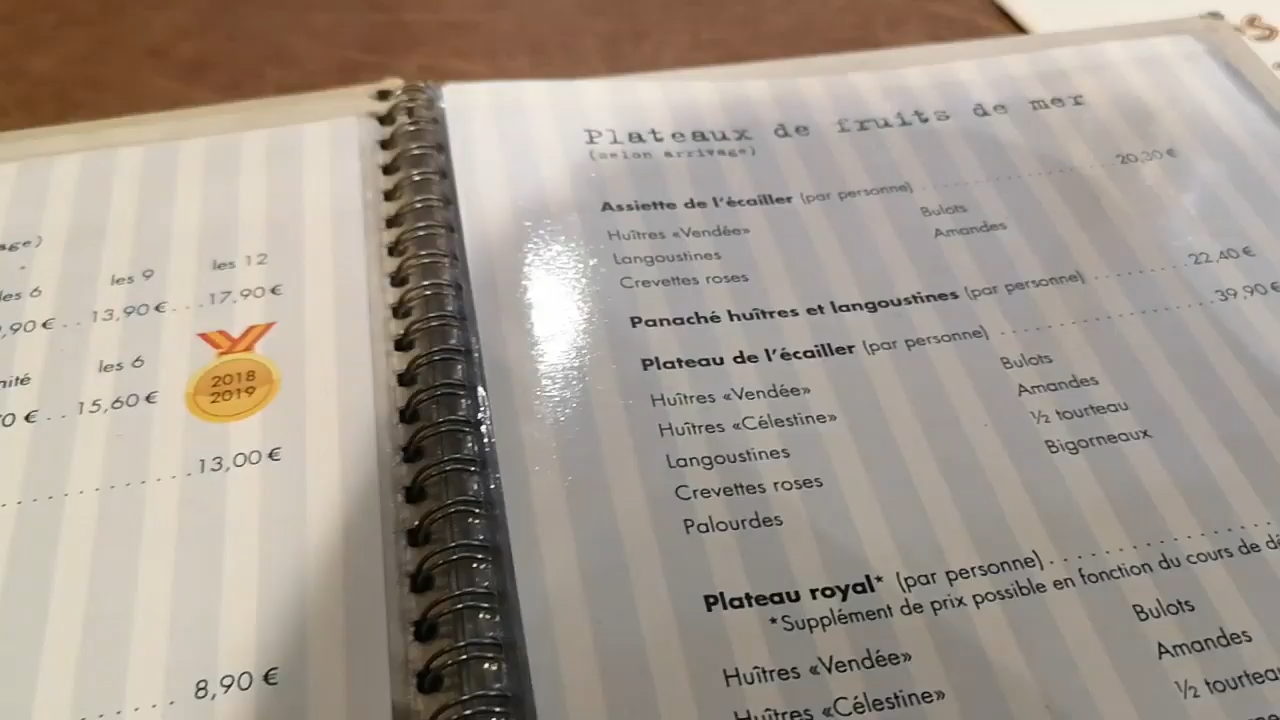 les 6 les 9 les 12
13,90 € 17,90 €
les 6
15,60 €
2018
2019
13,00 €
8,90 €
Plateaux de fruits de mer
(selon arrivage)
Assiette de l'écailler (par personne) 20,30 €
Huîtres «Vendée» Bulots
Langoustines Amandes
Crevettes roses
Panaché huîtres et langoustines (par personne) 22,40 €
Plateau de l'écailler (par personne) 39,90 €
Huîtres «Vendée» Bulots
Huîtres «Célestine» Amandes
Langoustines ½ tourteau
Crevettes roses Bigorneaux
Palourdes
Plateau royal* (par personne)
*Supplément de prix possible en fonction du cours de
Huîtres «Vendée» Bulots
Huîtres «Célestine» Amandes
½ tourteau